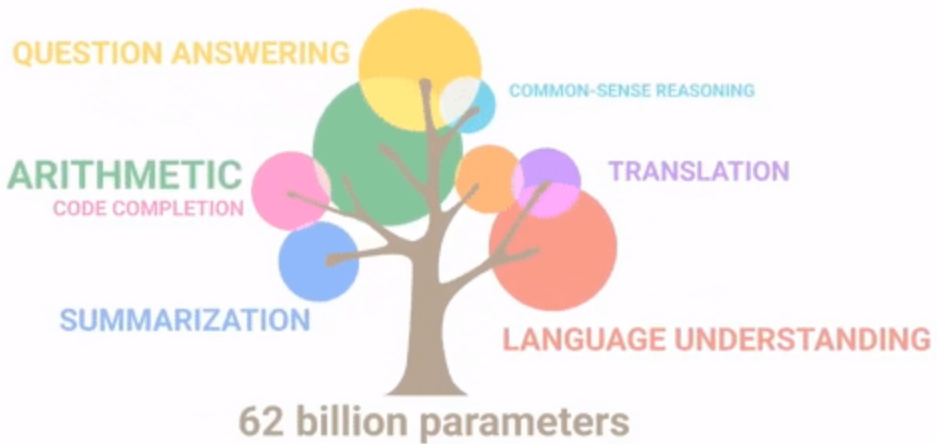 QUESTION ANSWERING
COMMON-SENSE REASONING
ARITHMETIC
TRANSLATION
CODE COMPLETION
SUMMARIZATION
LANGUAGE UNDERSTANDING
62 billion parameters